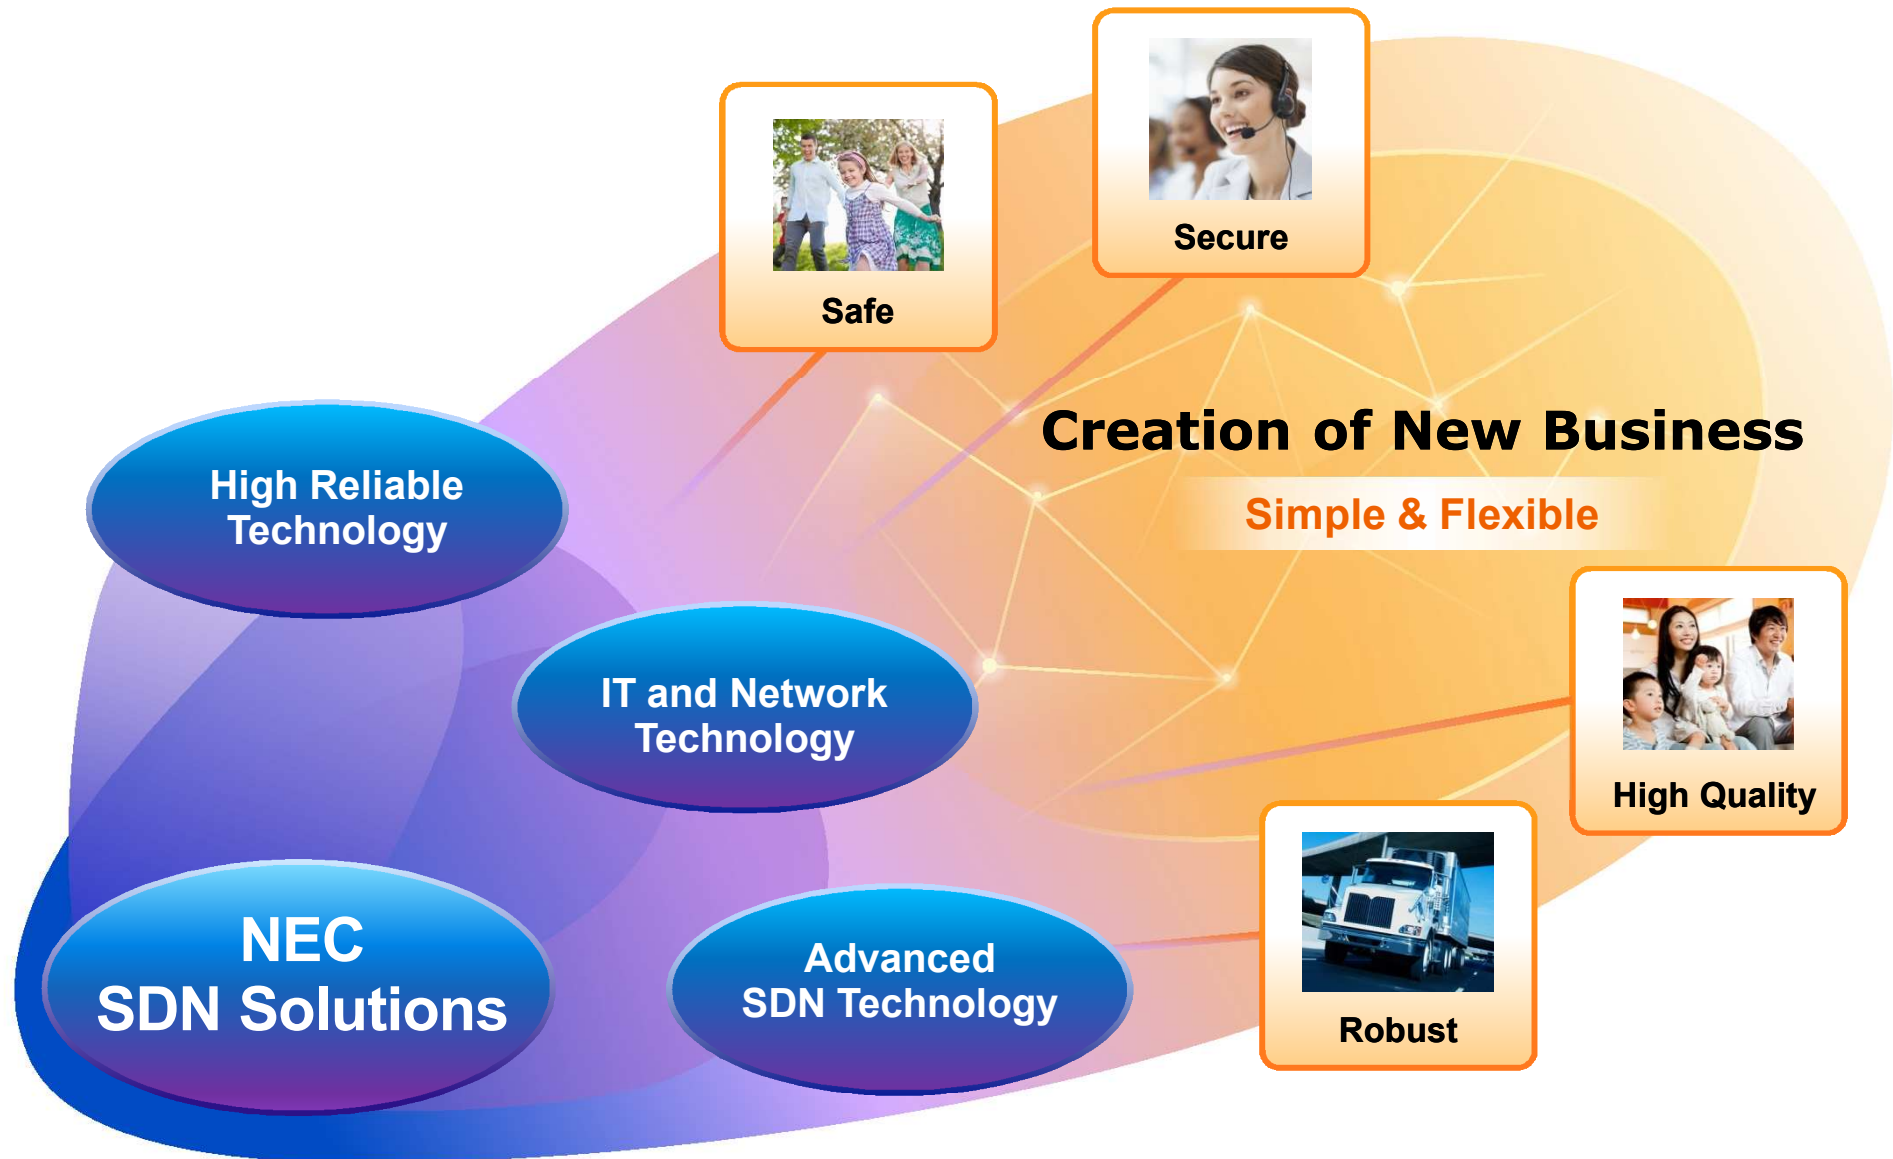 Secure
Safe
Creation of New Business
Simple & Flexible
High Reliable
Technology
IT and Network
Technology
High Quality
NEC
SDN Solutions
Advanced
SDN Technology
Robust